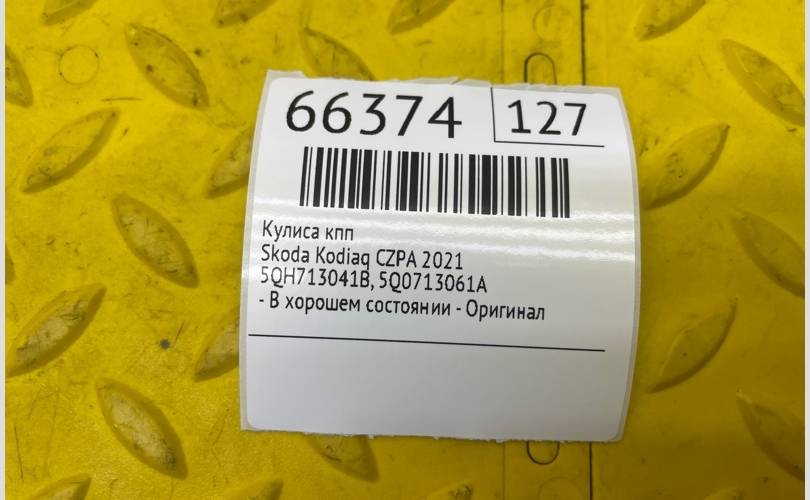 66374 127
Кулиса кпп
Skoda Kodiaq CZPA 2021
5QH713041B, 5Q0713061A
- В хорошем состоянии - Оригинал